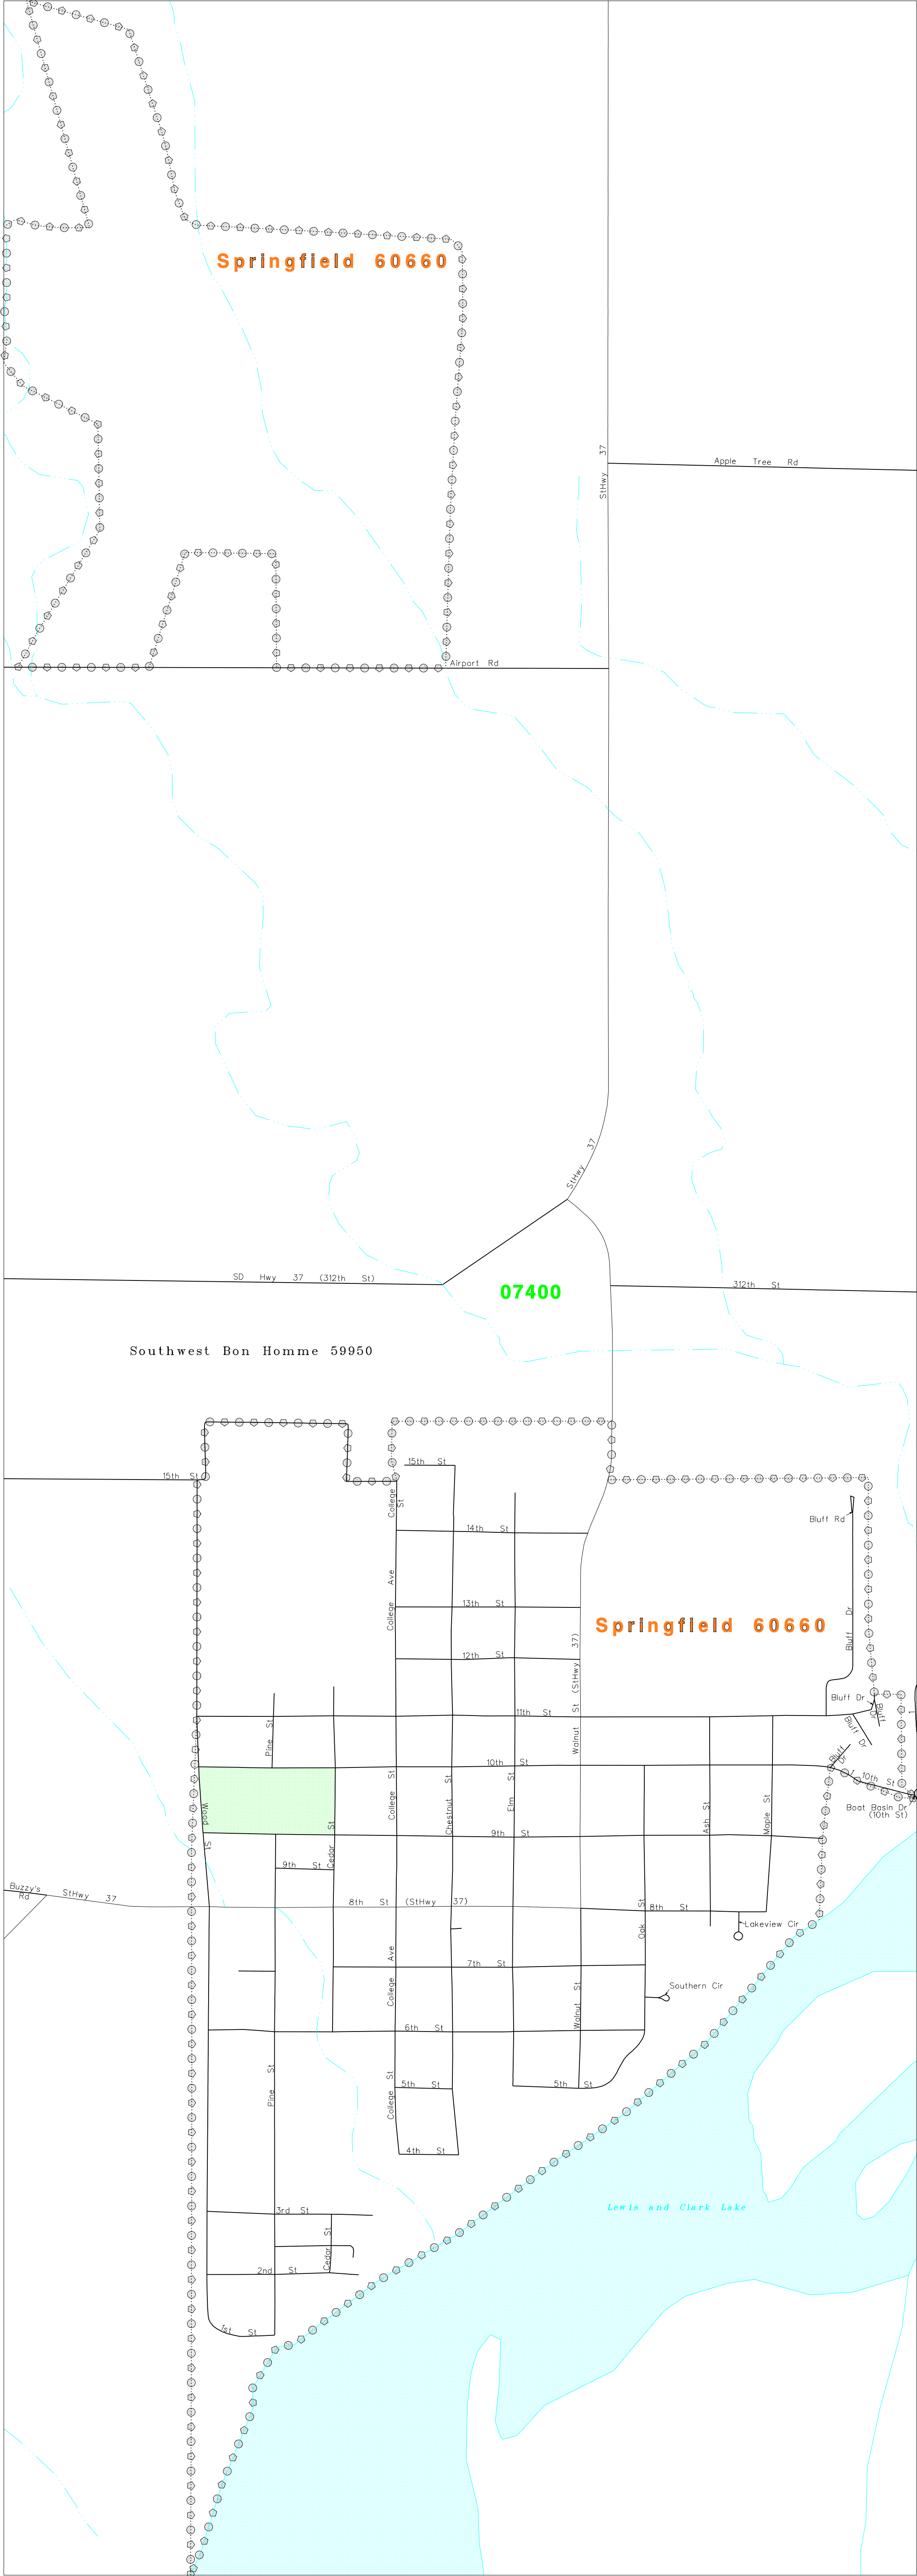 Springfield 60660
StHwy 37
Apple Tree Rd
Airport Rd
StHwy 37
SD Hwy 37 (312th St)
07400
312th St
Southwest Bon Homme 59950
15th St
15th St
College St
Bluff Rd
14th St
College Ave
13th St
Springfield 60660
Bluff Dr
12th St
Walnut St (StHwy 37)
Bluff Dr
Bluff Dr
11th St
Pine St
Bluff Dr
Bluff Dr
10th St
10th St
Boat Basin Dr
(10th St)
Wood St
College St
Chestnut St
Elm St
Ash St
Maple St
9th St
Cedar St
9th St
Buzzy's
Rd
StHwy 37
8th St (StHwy 37)
8th St
Oak St
Lakeview Cir
College Ave
7th St
Southern Cir
Walnut St
6th St
Pine St
College St
5th St
5th St
4th St
Lewis and Clark Lake
3rd St
Cedar St
2nd St
1st St